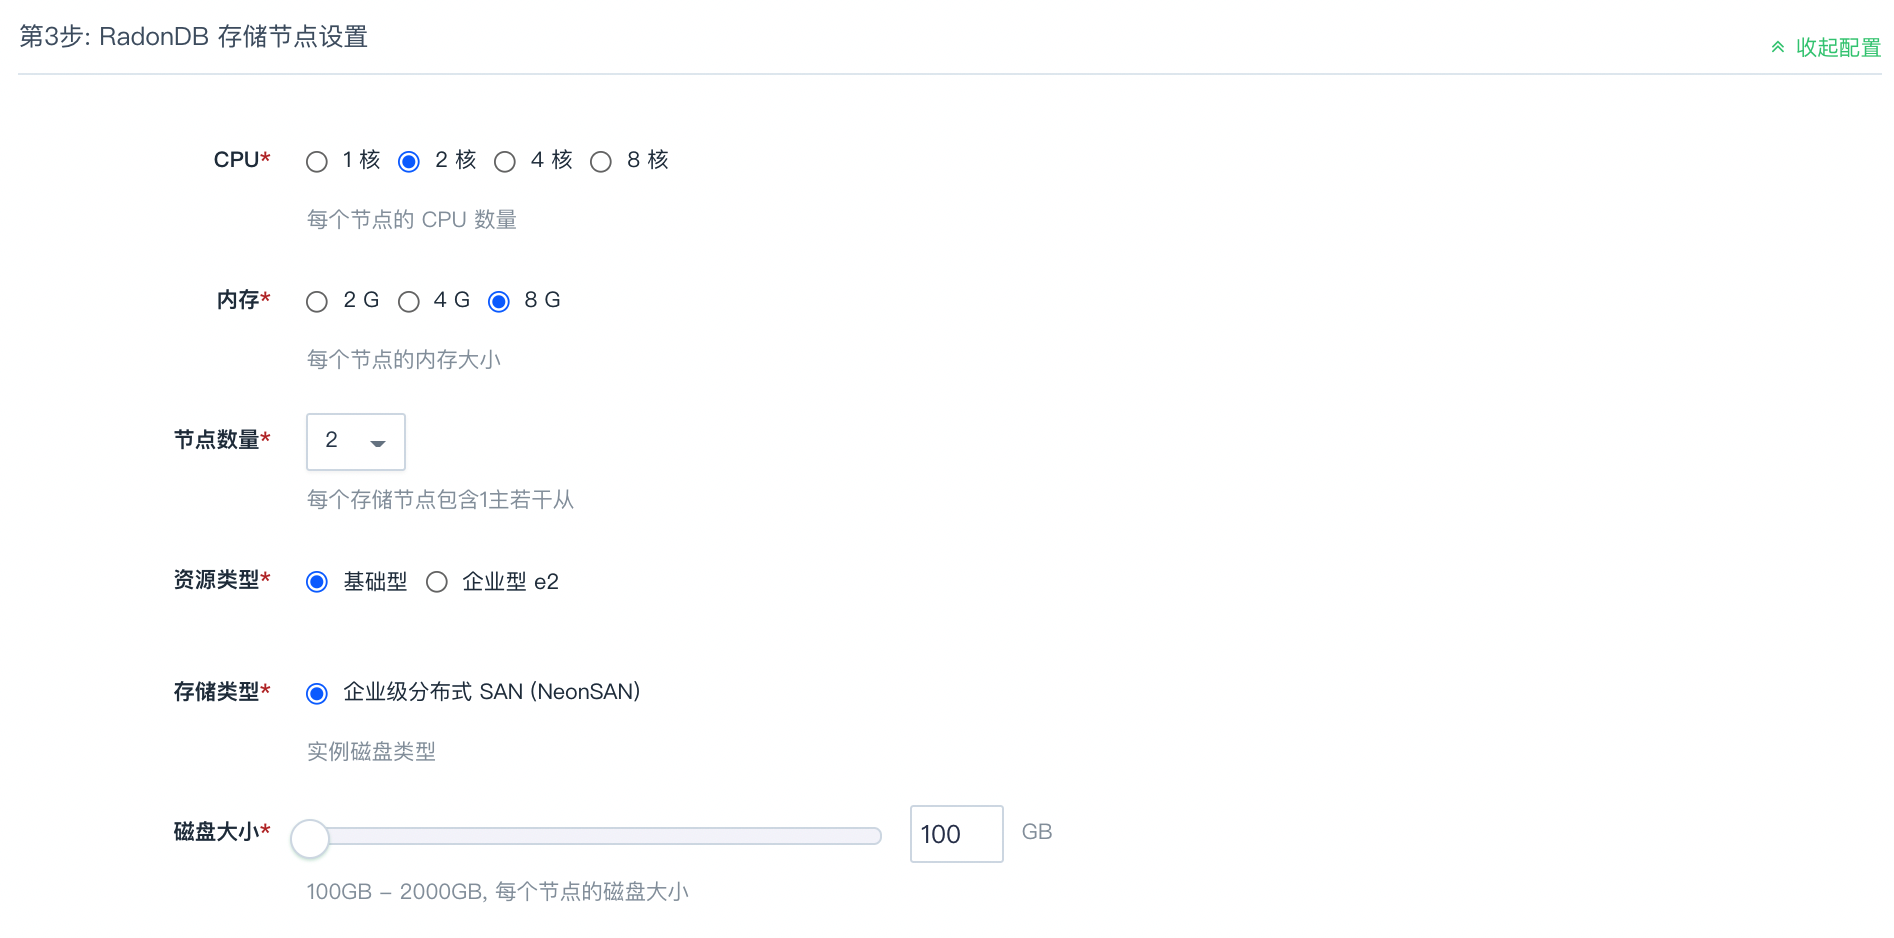 第3步: RadonDB 存储节点设置
收起配置
CPU* 1 核 2 核 4 核 8 核
每个节点的 CPU 数量
内存* 2 G 4 G 8 G
每个节点的内存大小
节点数量* 2
每个存储节点包含1主若干从
资源类型* 基础型 企业型 e2
存储类型* 企业级分布式 SAN (NeonSAN)
实例磁盘类型
磁盘大小* 100 GB
100GB – 2000GB, 每个节点的磁盘大小